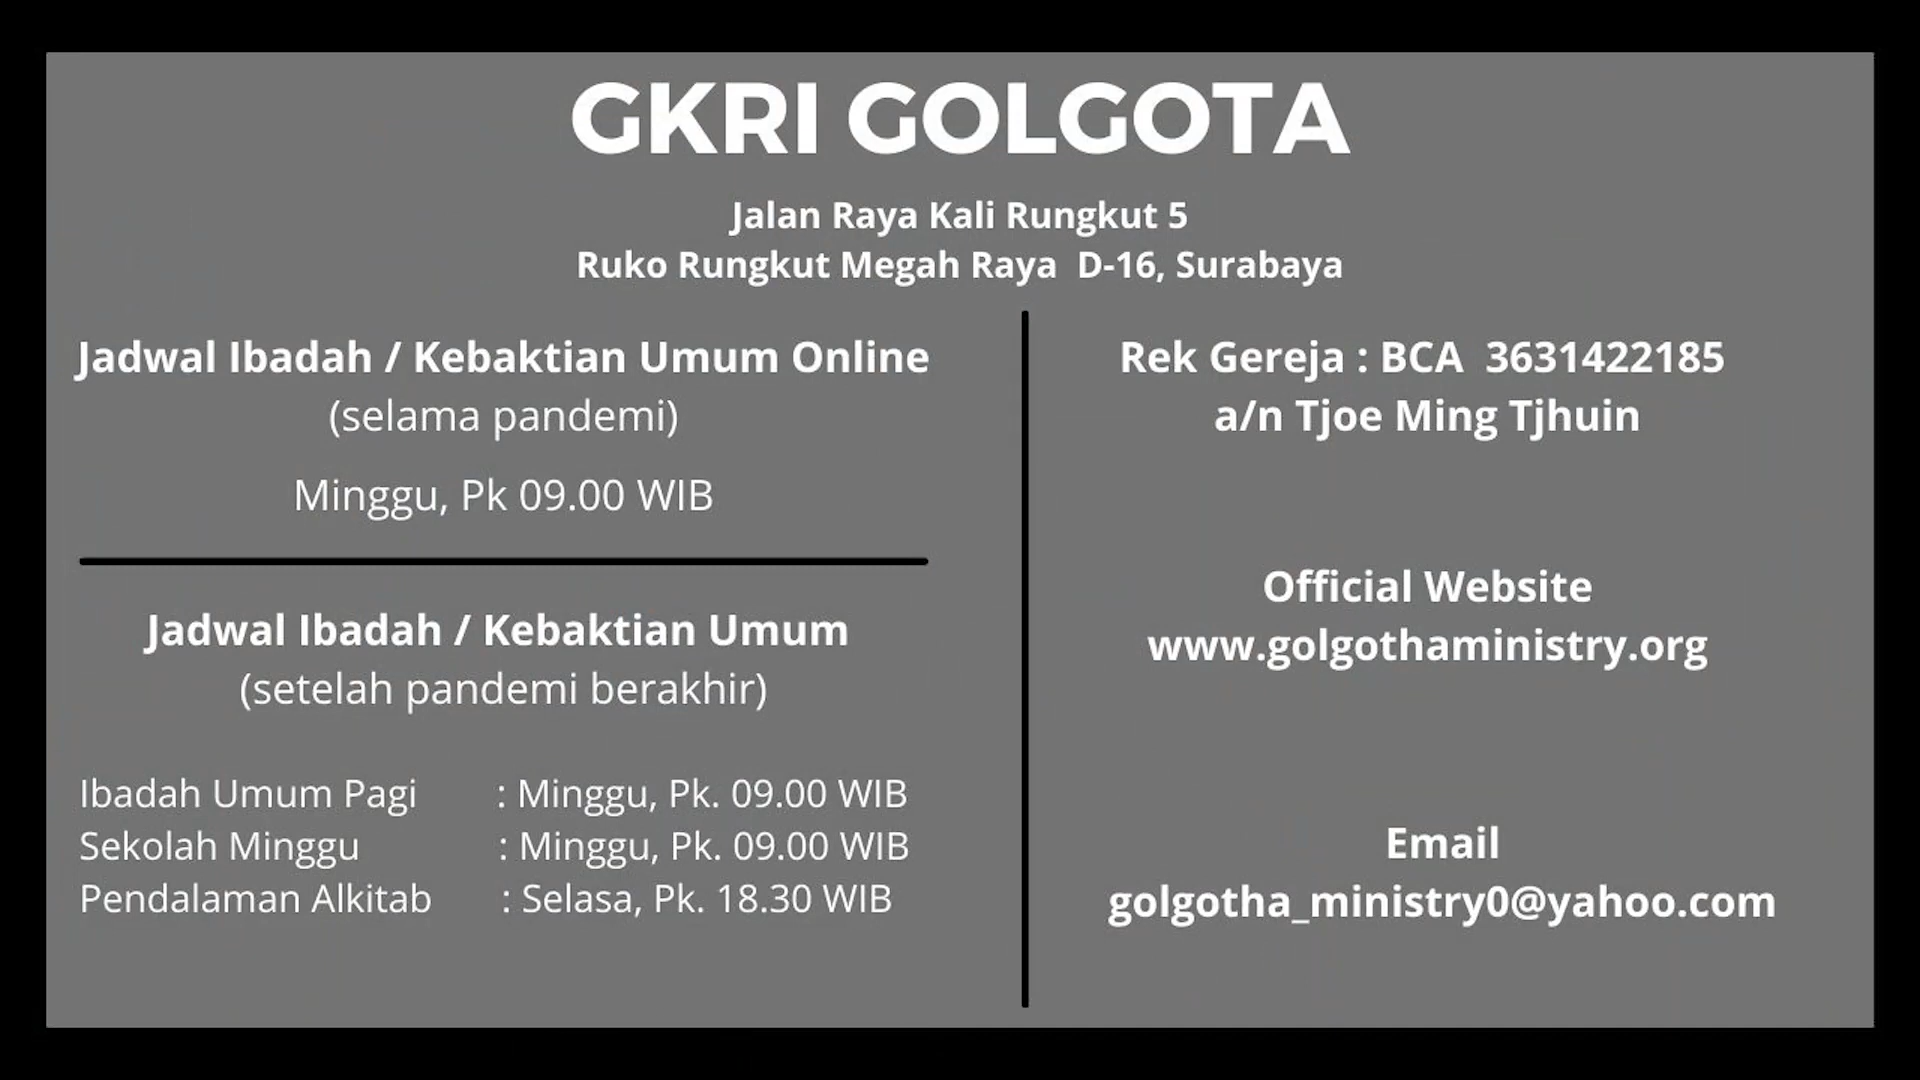 GKRI GOLGOTA
Jalan Raya Kali Rungkut 5
Ruko Rungkut Megah Raya  D-16, Surabaya
Jadwal Ibadah / Kebaktian Umum Online
(selama pandemi)
Minggu, Pk 09.00 WIB
Jadwal Ibadah / Kebaktian Umum
(setelah pandemi berakhir)
Ibadah Umum Pagi : Minggu, Pk. 09.00 WIB
Sekolah Minggu : Minggu, Pk. 09.00 WIB
Pendalaman Alkitab : Selasa, Pk. 18.30 WIB
Rek Gereja : BCA  3631422185
a/n Tjoe Ming Tjhuin
Official Website
www.golgothaministry.org
Email
golgotha_ministry0@yahoo.com